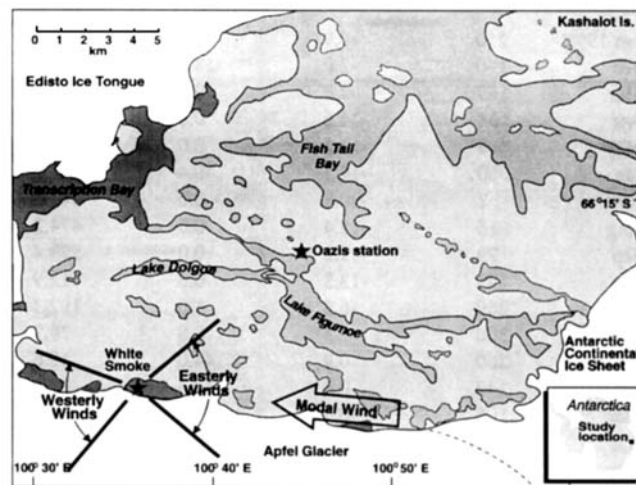 0 1 2 3 4 5
km
Kashalot Is.
Edisto Ice Tongue
Fish Tail
Bay
Transcription Bay
66° 15' S
Oazis station
Lake Dolgoa
Lake Figurnoe
White
Smoke
Antarctic
Continental
Ice Sheet
Westerly
Winds
Easterly
Winds
Modal Wind
Antarctica
Study
location
Apfel Glacier
100° 30' E
100° 40' E
100° 50' E